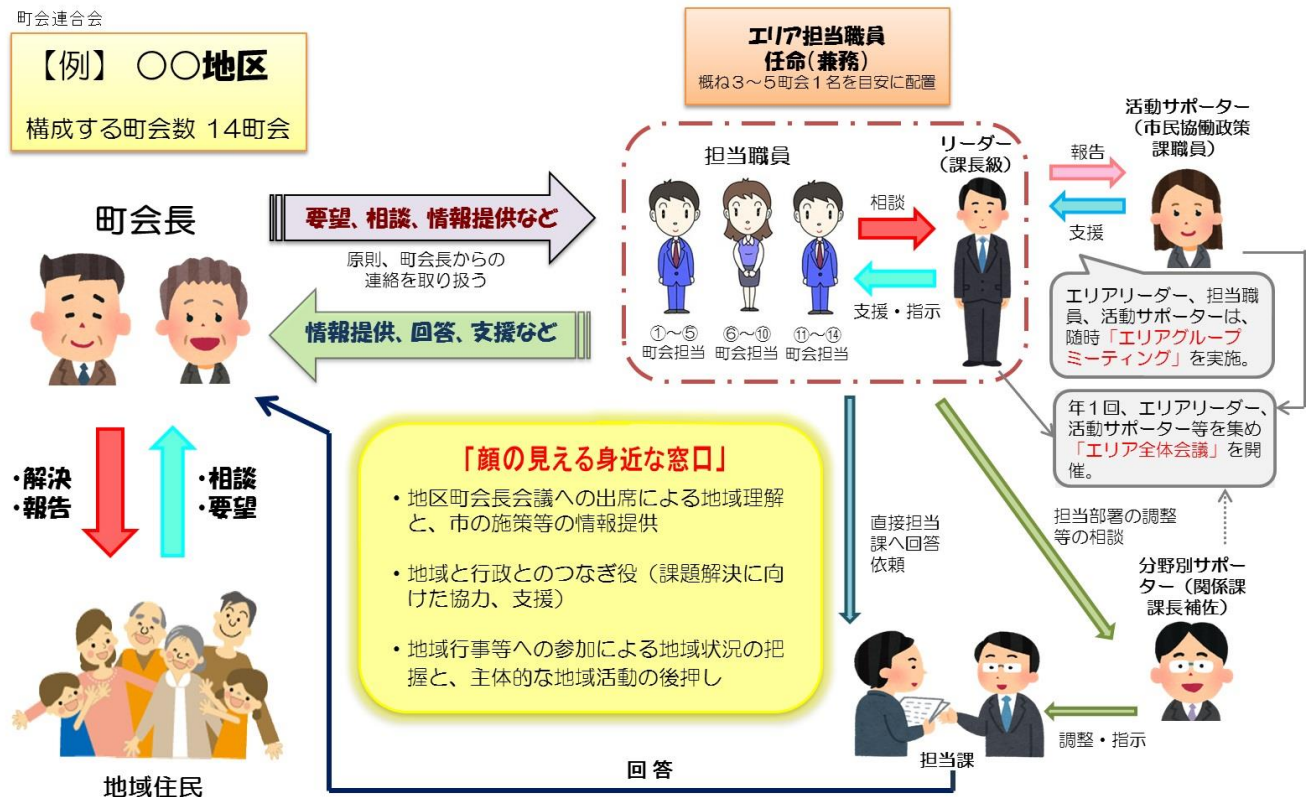 町会連合会
【例】 ○○地区
構成する町会数 14町会
エリア担当職員
任命(兼務)
概ね3～5町会1名を目安に配置
町会長
要望、相談、情報提供など
原則、町会長からの
連絡を取り扱う
情報提供、回答、支援など
担当職員
リーダー
(課長級)
相談
支援・指示
①～⑤
町会担当
⑥～⑩
町会担当
⑪～⑭
町会担当
報告
支援
活動サポーター
(市民協働政策
課職員)
エリアリーダー、担当職
員、活動サポーターは、
随時「エリアグループ
ミーティング」を実施。
年1回、エリアリーダー、
活動サポーター等を集め
「エリア全体会議」を開
催。
・解決
・報告
・相談
・要望
地域住民
「顔の見える身近な窓口」
・地区町会長会議への出席による地域理解
と、市の施策等の情報提供
・地域と行政とのつなぎ役（課題解決に向
けた協力、支援）
・地域行事等への参加による地域状況の把
握と、主体的な地域活動の後押し
直接担当
課へ回答
依頼
担当部署の調整
等の相談
分野別サポー
ター（関係課
課長補佐）
調整・指示
担当課
回答